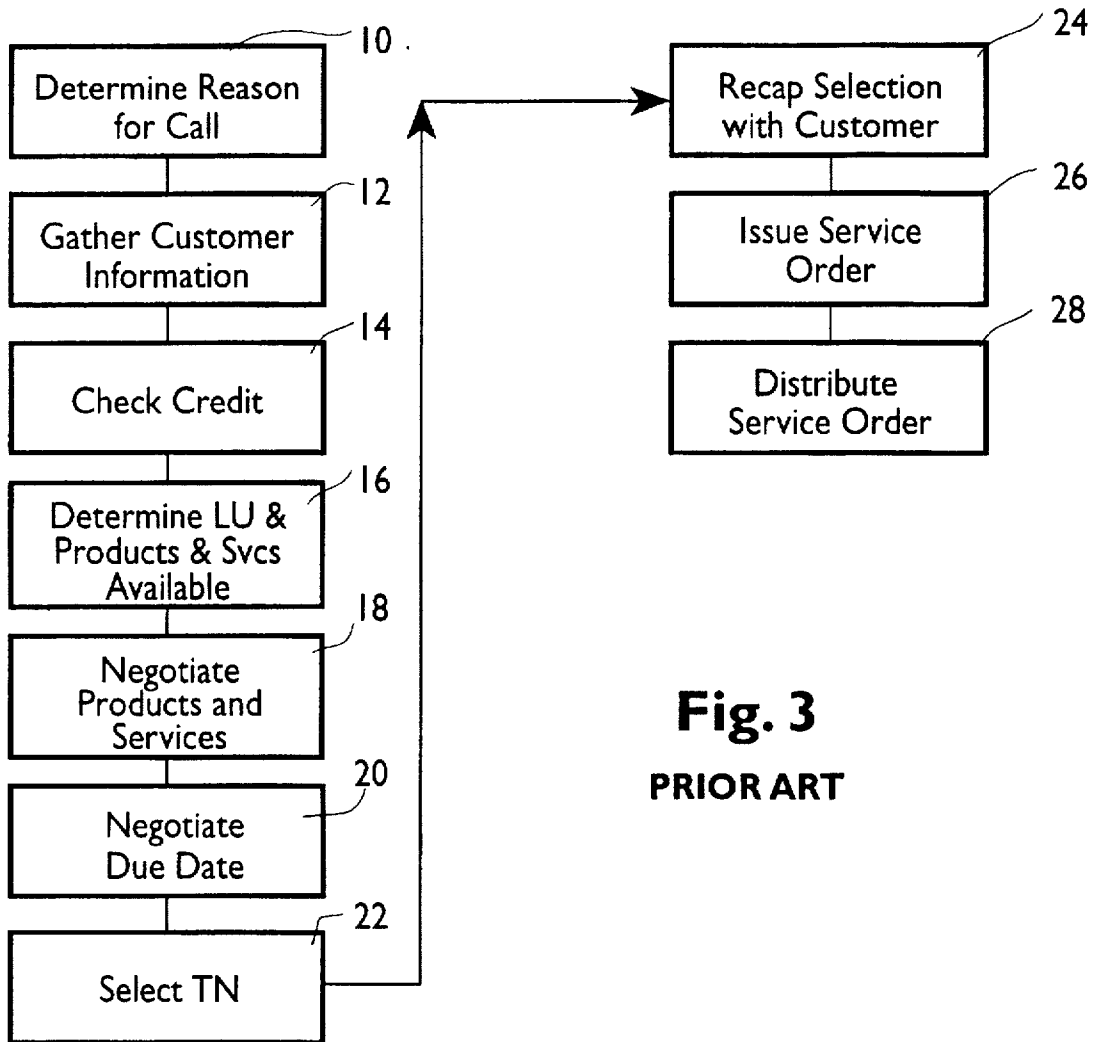 10
Determine Reason
for Call
12
Gather Customer
Information
14
Check Credit
16
Determine LU &
Products & Svcs
Available
18
Negotiate
Products and
Services
20
Negotiate
Due Date
22
Select TN
24
Recap Selection
with Customer
26
Issue Service
Order
28
Distribute
Service Order
Fig. 3
PRIOR ART